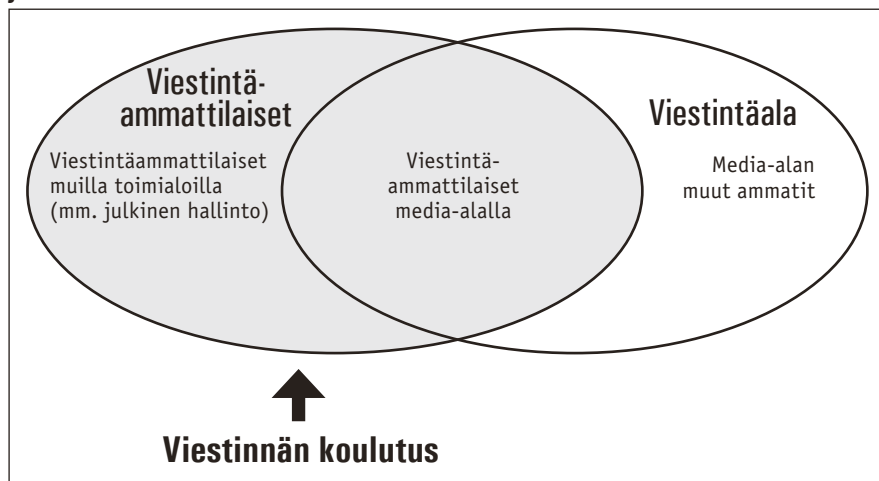 Viestintä-
ammattilaiset
Viestintäammattilaiset
muilla toimialoilla
(mm. julkinen hallinto)
Viestintä-
ammattilaiset
media-alalla
Viestintäala
Media-alan
muut ammatit
Viestinnän koulutus